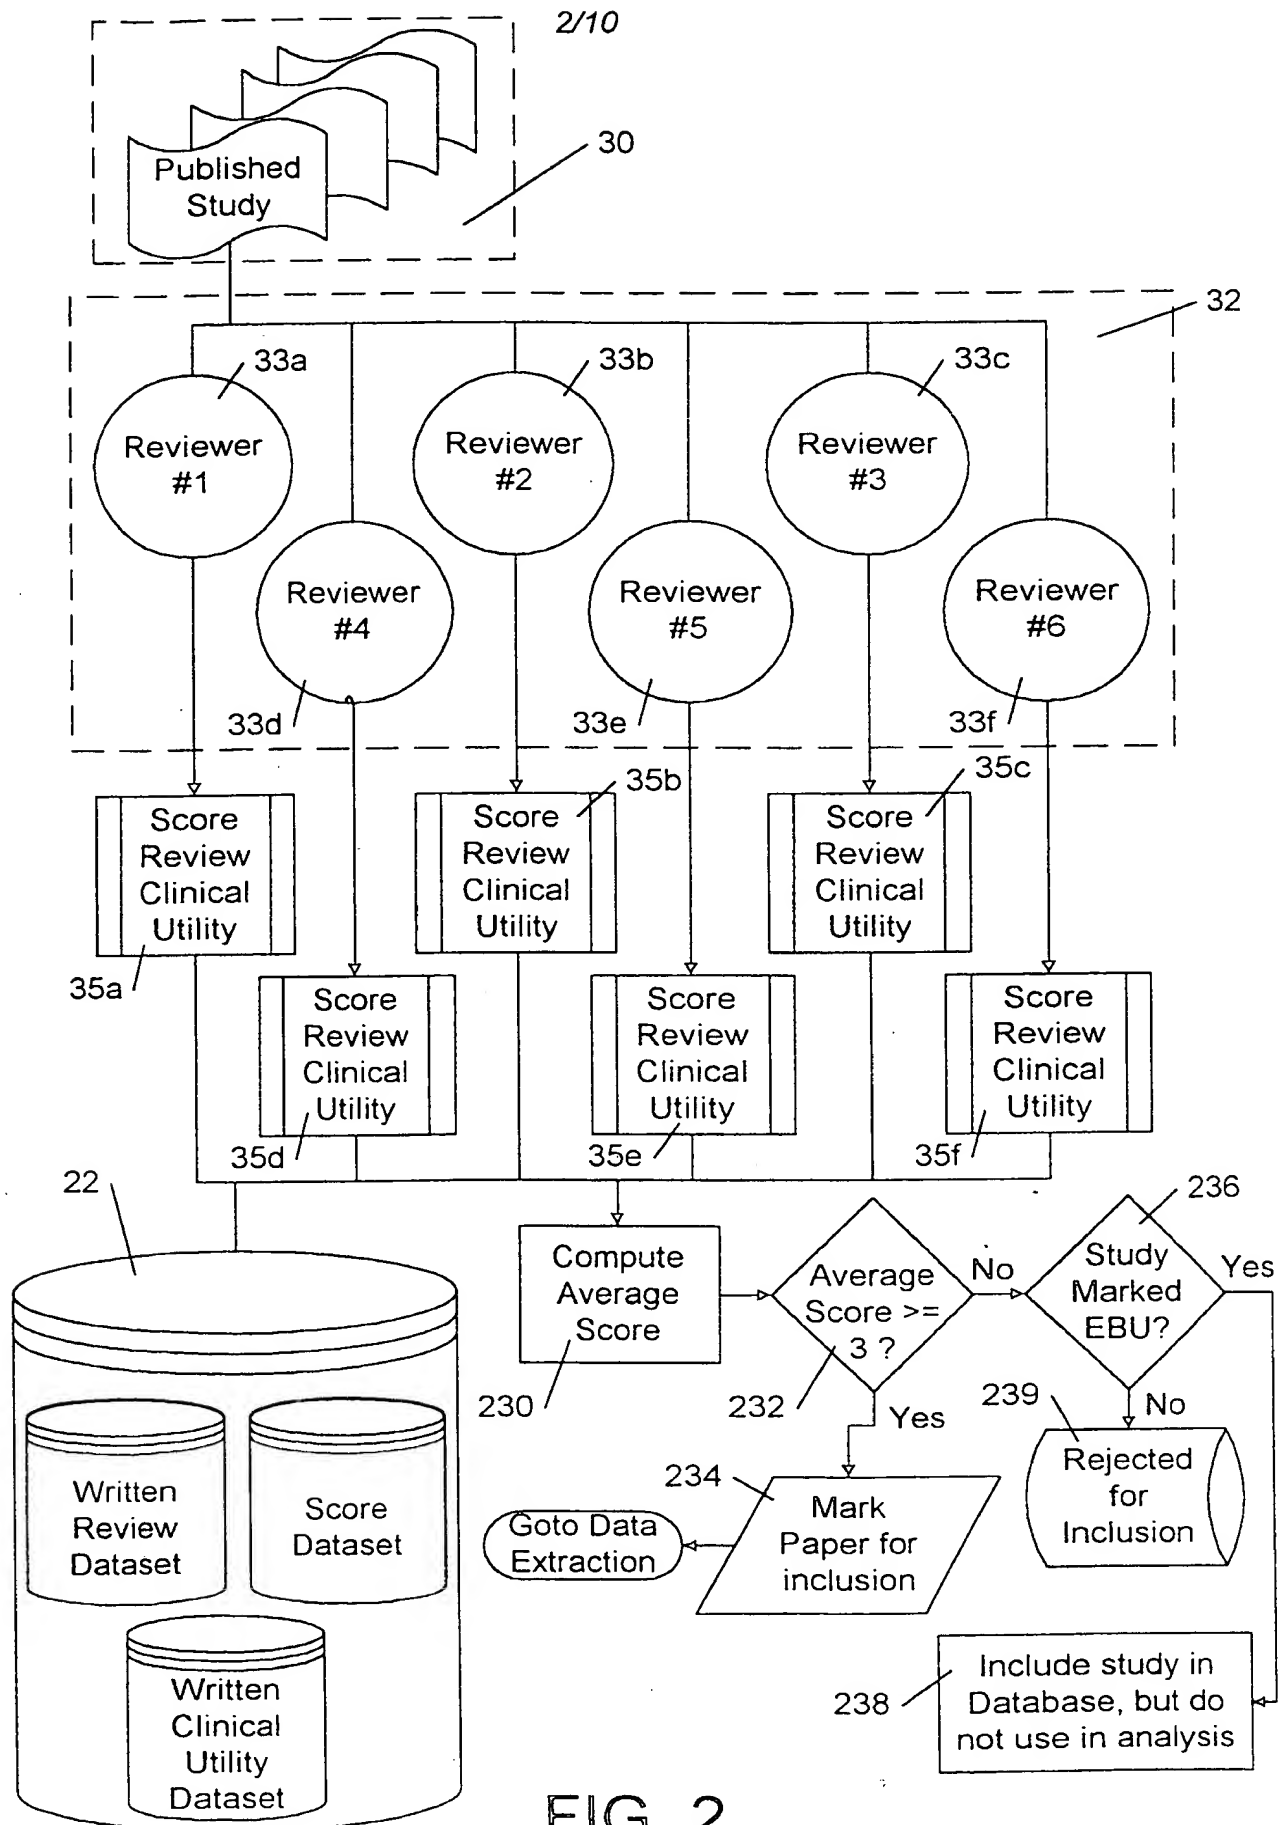 2/10
Published
Study
30
32
33a
33b
33c
Reviewer
#1
Reviewer
#2
Reviewer
#3
Reviewer
#4
Reviewer
#5
Reviewer
#6
33d
33e
33f
35b
35c
Score
Review
Clinical
Utility
Score
Review
Clinical
Utility
Score
Review
Clinical
Utility
35a
Score
Review
Clinical
Utility
Score
Review
Clinical
Utility
Score
Review
Clinical
Utility
35d
35e
35f
22
236
Compute
Average
Score
230
Average
Score >=
3 ?
232
No
Study
Marked
EBU?
Yes
Yes
No
239
Rejected
for
Inclusion
234
Mark
Paper for
inclusion
Goto Data
Extraction
Written
Review
Dataset
Score
Dataset
Written
Clinical
Utility
Dataset
238
Include study in
Database, but do
not use in analysis
FIG. 2